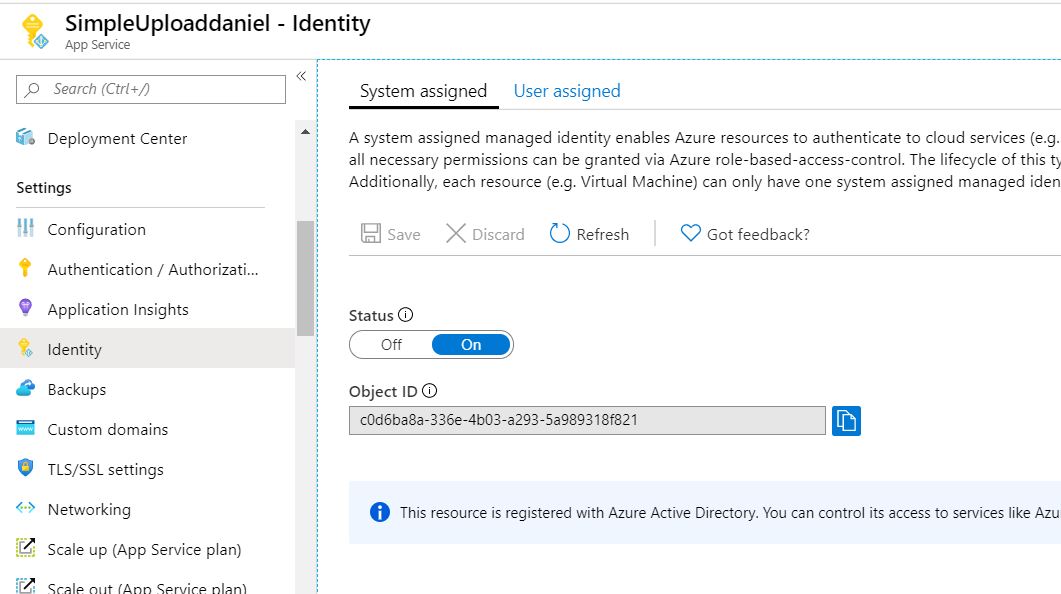 SimpleUploaddaniel - Identity
App Service
Search (Ctrl+/)
Deployment Center
Settings
Configuration
Authentication / Authorizati...
Application Insights
Identity
Backups
Custom domains
TLS/SSL settings
Networking
Scale up (App Service plan)
Scale out (App Service plan)
System assigned User assigned
A system assigned managed identity enables Azure resources to authenticate to cloud services (e.g.
all necessary permissions can be granted via Azure role-based-access-control. The lifecycle of this ty
Additionally, each resource (e.g. Virtual Machine) can only have one system assigned managed iden
Save Discard Refresh Got feedback?
Status
Off On
Object ID
c0d6ba8a-336e-4b03-a293-5a989318f821
This resource is registered with Azure Active Directory. You can control its access to services like Azu